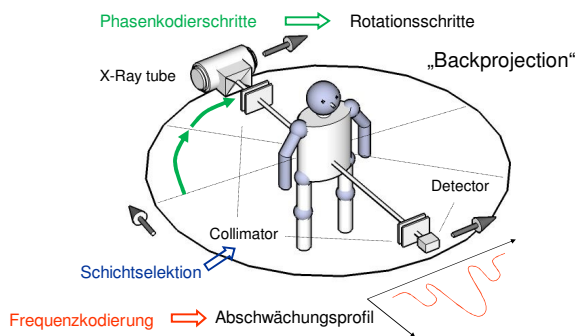 Phasenkodierschritte Rotationsschritte
„Backprojection“
X-Ray tube
Detector
Collimator
Schichtselektion
Frequenzkodierung Abschwächungsprofil